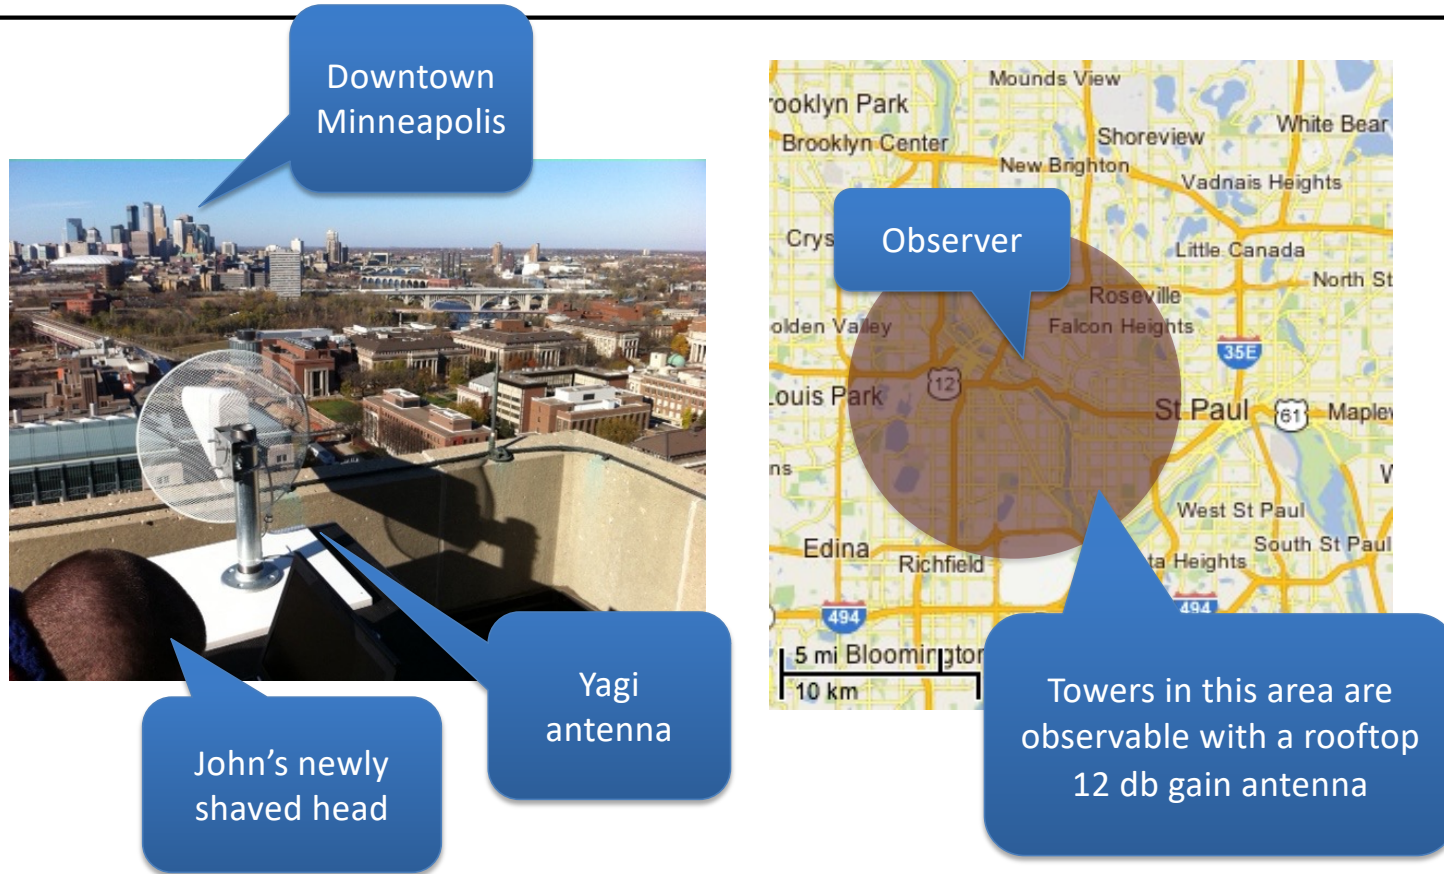 Downtown
Minneapolis
John’s newly
shaved head
Yagi
antenna
Mounds View
rooklyn Park
Brooklyn Center
Shoreview
White Bear
New Brighton
Vadnais Heights
Crys
Observer
Little Canada
North St
Roseville
olden Valley
Falcon Heights
35E
12
ouis Park
St Paul
61
Maplew
ns
W
West St Paul
Edina
South St Paul
Richfield
ta Heights
494
494
5 mi
Bloomington
10 km
Towers in this area are
observable with a rooftop
12 db gain antenna